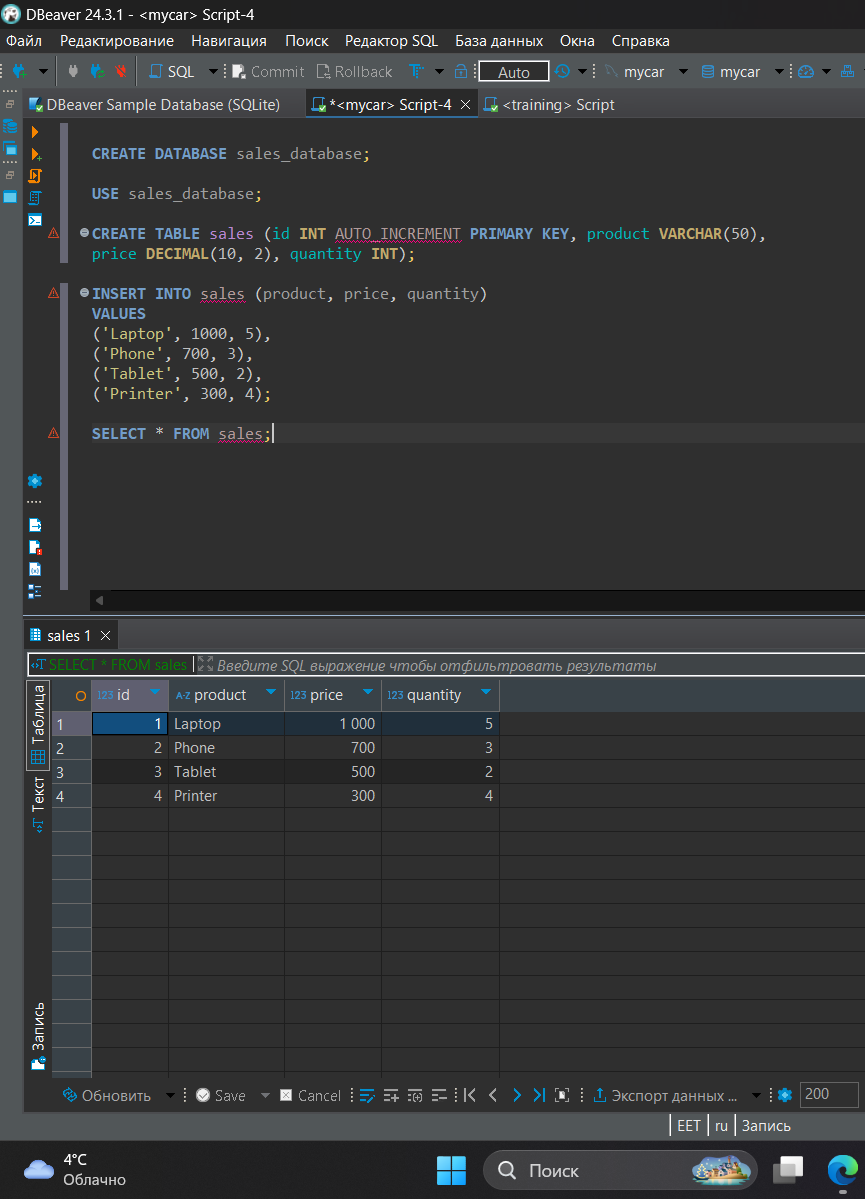 DBeaver 24.3.1 - <mycar> Script-4
Файл Редактирование Навигация Поиск Редактор SQL База данных Окна Справка
SQL Commit Rollback Auto mycar mycar
DBeaver Sample Database (SQLite) *<mycar> Script-4 <training> Script
CREATE DATABASE sales_database;
USE sales_database;
CREATE TABLE sales (id INT AUTO_INCREMENT PRIMARY KEY, product VARCHAR(50),
price DECIMAL(10, 2), quantity INT);
INSERT INTO sales (product, price, quantity)
VALUES
('Laptop', 1000, 5),
('Phone', 700, 3),
('Tablet', 500, 2),
('Printer', 300, 4);
SELECT * FROM sales;
sales 1
SELECT * FROM sales Введите SQL выражение чтобы отфильтровать результаты
Таблица
Текст
Запись
123 id A-Z product 123 price 123 quantity
1 1 Laptop 1 000 5
2 2 Phone 700 3
3 3 Tablet 500 2
4 4 Printer 300 4
Обновить Save Cancel Экспорт данных ... 200
EET ru Запись
4°C
Облачно
Поиск